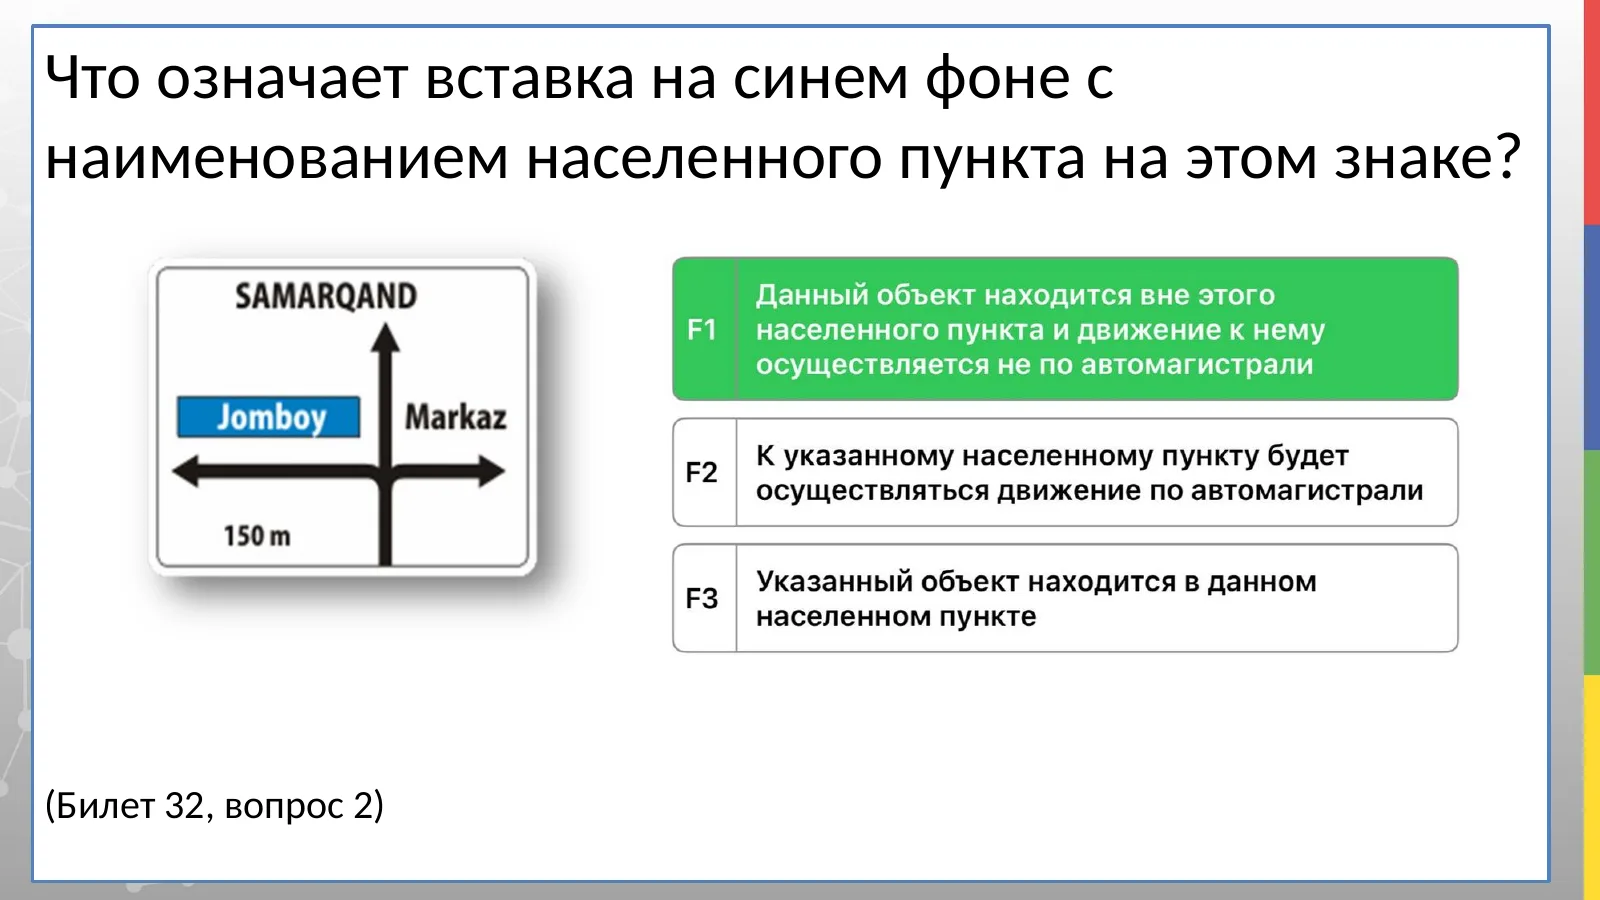 Что означает вставка на синем фоне с
наименованием населенного пункта на этом знаке?
SAMARQAND
Jomboy
Markaz
150 m
F1
Данный объект находится вне этого
населенного пункта и движение к нему
осуществляется не по автомагистрали
F2
К указанному населенному пункту будет
осуществляться движение по автомагистрали
F3
Указанный объект находится в данном
населенном пункте
(Билет 32, вопрос 2)